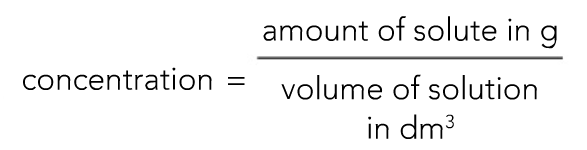 amount of solute in g
concentration =
volume of solution
in dm³